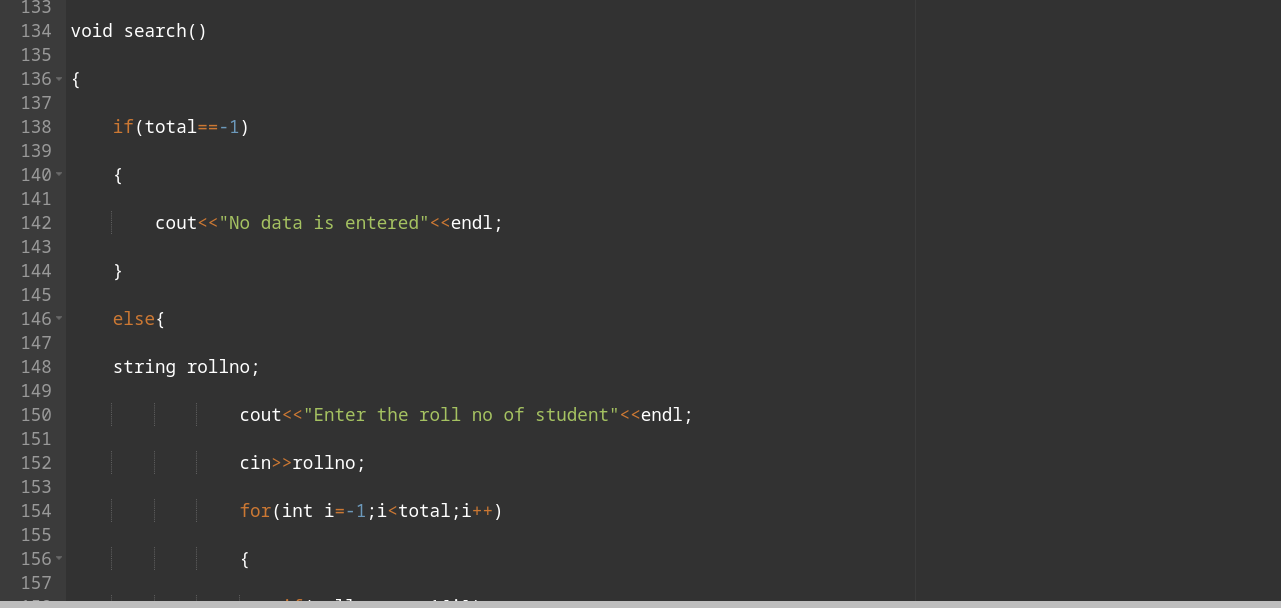 133
134 void search()
135
136 {
137
138 if(total==-1)
139
140 {
141
142 cout<<"No data is entered"<<endl;
143
144 }
145
146 else{
147
148 string rollno;
149
150 cout<<"Enter the roll no of student"<<endl;
151
152 cin>>rollno;
153
154 for(int i=-1;i<total;i++)
155
156 {
157